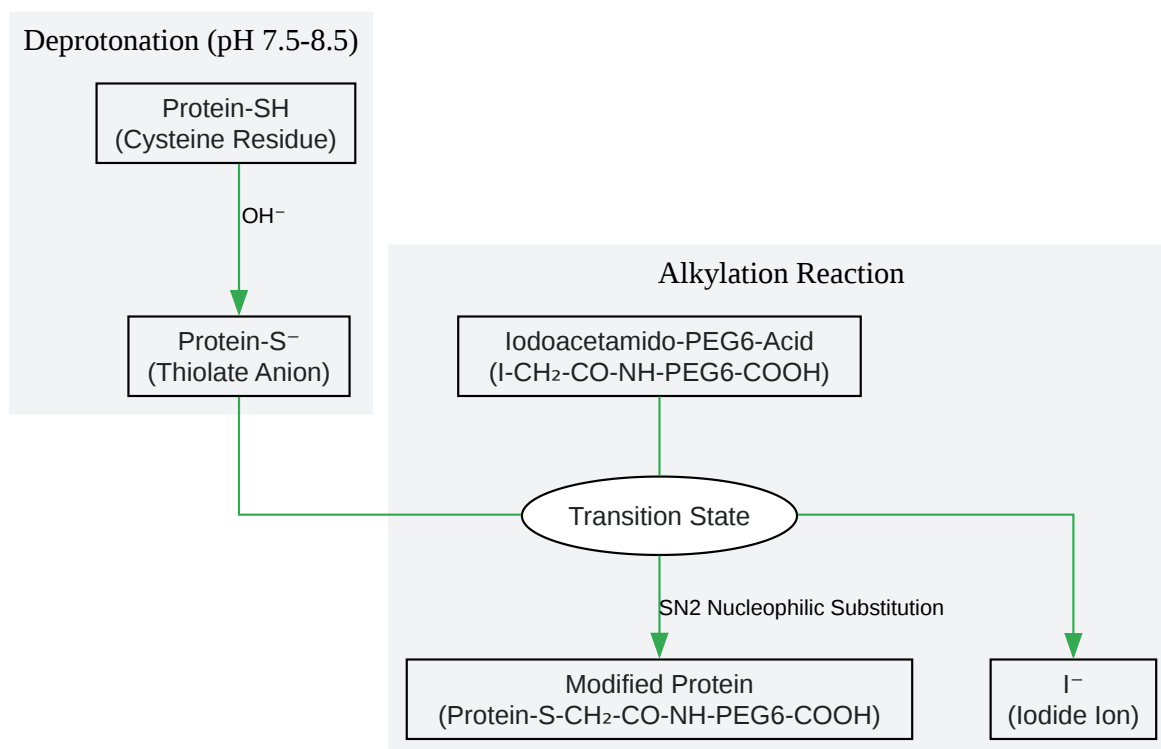 Deprotonation (pH 7.5-8.5)
Protein-SH
(Cysteine Residue)
OH⁻
Protein-S⁻
(Thiolate Anion)
Alkylation Reaction
Iodoacetamido-PEG6-Acid
(I-CH₂-CO-NH-PEG6-COOH)
Transition State
SN2 Nucleophilic Substitution
Modified Protein
(Protein-S-CH₂-CO-NH-PEG6-COOH)
I⁻
(Iodide Ion)